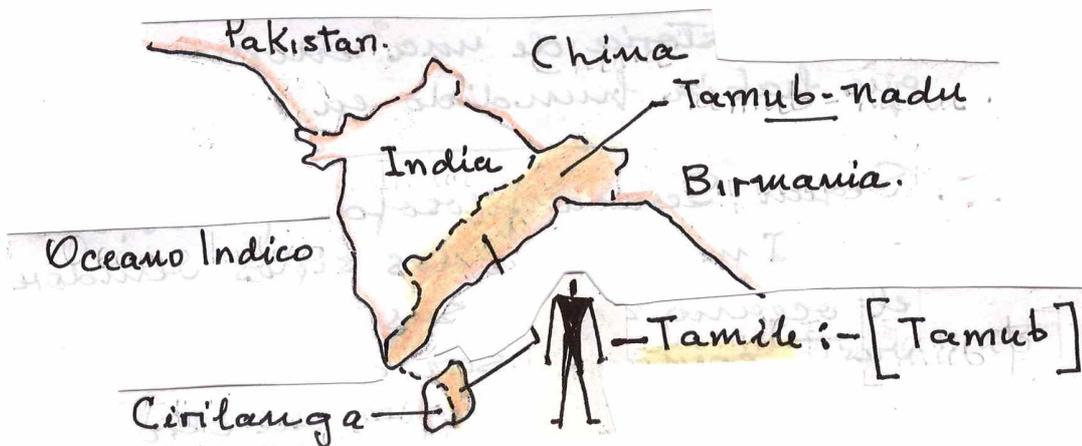 Pakistan.
China
Tamub-nadu
India
Birmania.
Oceano Indico
Tamile :- [Tamub]
Cirilanga